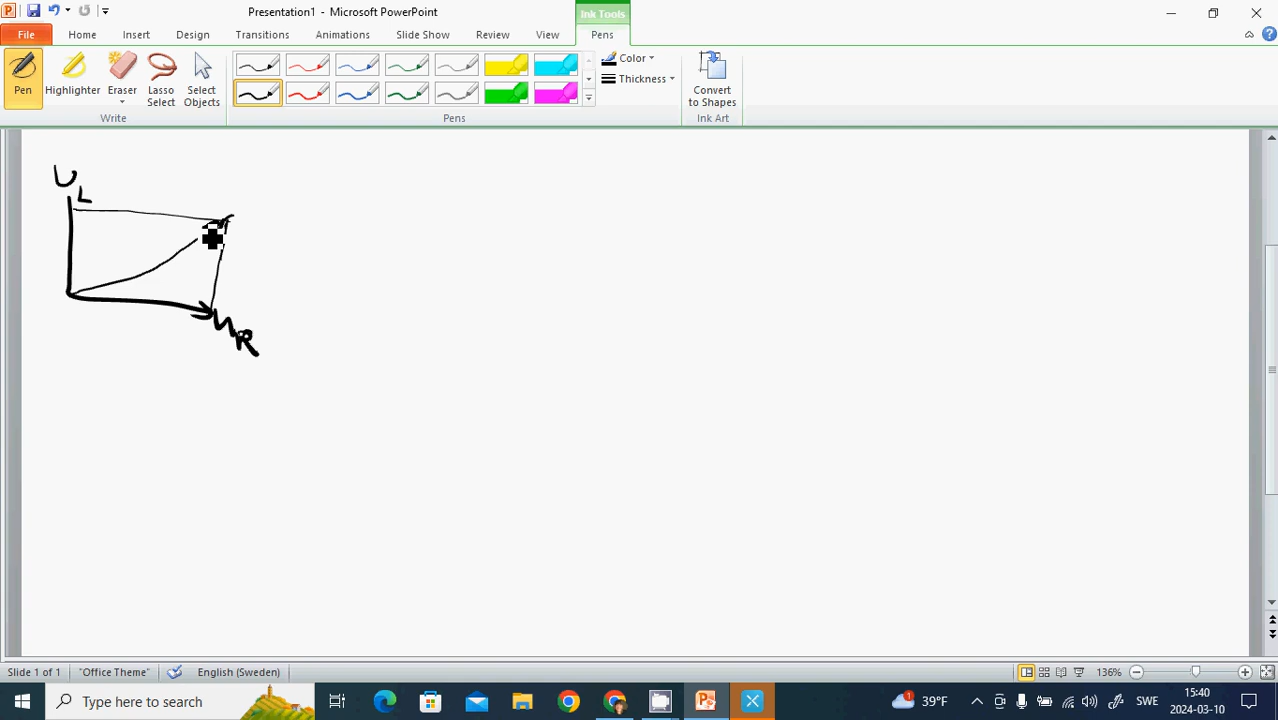 Presentation1 - Microsoft PowerPoint
Ink Tools
File Home Insert Design Transitions Animations Slide Show Review View Pens
Pen Highlighter Eraser Lasso Select Select Objects Color Thickness Convert to Shapes
Write Pens Ink Art
U
L
U
R
Slide 1 of 1 "Office Theme" English (Sweden) 136%
Type here to search 1 39°F SWE 15:40 2024-03-10